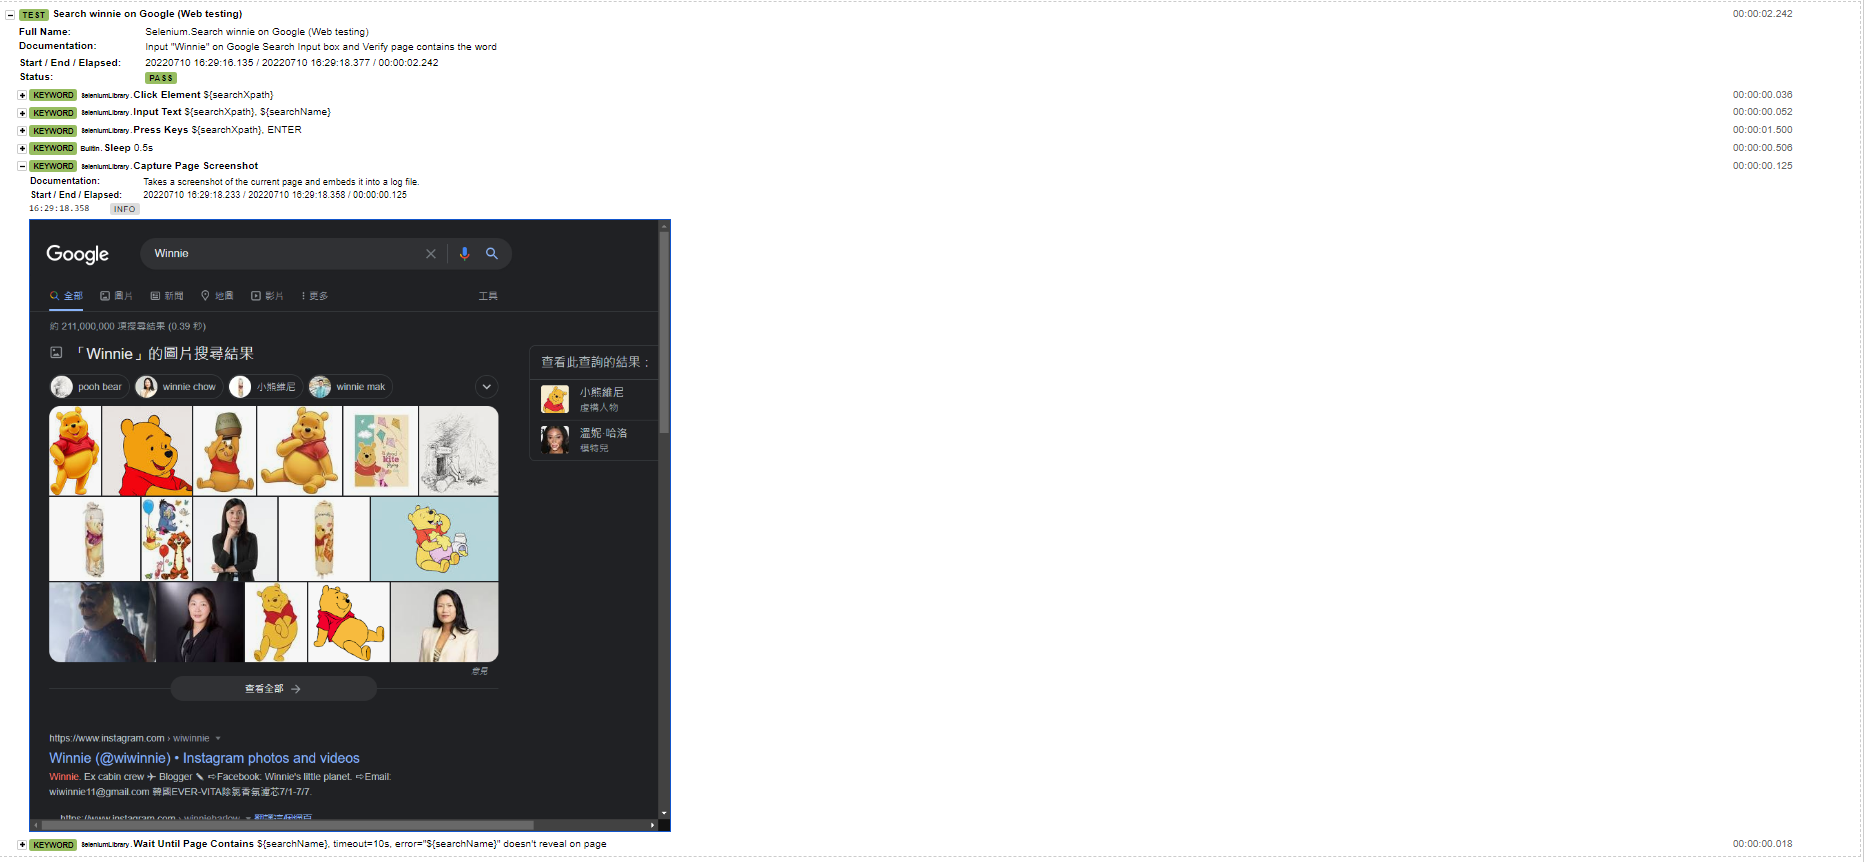 TEST Search winnie on Google (Web testing) 00:00:02.242
Full Name: Selenium.Search winnie on Google (Web testing)
Documentation: Input "Winnie" on Google Search Input box and Verify page contains the word
Start / End / Elapsed: 20220710 16:29:16.135 / 20220710 16:29:18.377 / 00:00:02.242
Status: PASS
KEYWORD SeleniumLibrary.Click Element ${searchXpath} 00:00:00.036
KEYWORD SeleniumLibrary.Input Text ${searchXpath}, ${searchName} 00:00:00.052
KEYWORD SeleniumLibrary.Press Keys ${searchXpath}, ENTER 00:00:01.500
KEYWORD BuiltIn.Sleep 0.5s 00:00:00.506
KEYWORD SeleniumLibrary.Capture Page Screenshot 00:00:00.125
Documentation: Takes a screenshot of the current page and embeds it into a log file.
Start / End / Elapsed: 20220710 16:29:18.233 / 20220710 16:29:18.358 / 00:00:00.125
16:29:18.358 INFO
Google Winnie
全部 圖片 新聞 地圖 影片 更多 工具
約 211,000,000 項搜尋結果 (0.39 秒)
「Winnie」的圖片搜尋結果
pooh bear winnie chow 小熊維尼 winnie mak
kite
查看此查詢的結果：
小熊維尼
虛構人物
溫妮·哈洛
模特兒
意見
查看全部 →
https://www.instagram.com › wiwinnie
Winnie (@wiwinnie) • Instagram photos and videos
Winnie. Ex cabin crew ✈ Blogger ✎ ⇨Facebook: Winnie's little planet. ⇨Email:
wiwinnie11@gmail.com 韓國EVER-VITA除氯香氛濾芯7/1-7/7.
https://www.instagram.com › winnieharlow 翻譯這個網頁
KEYWORD SeleniumLibrary.Wait Until Page Contains ${searchName}, timeout=10s, error="${searchName}" doesn't reveal on page 00:00:00.018